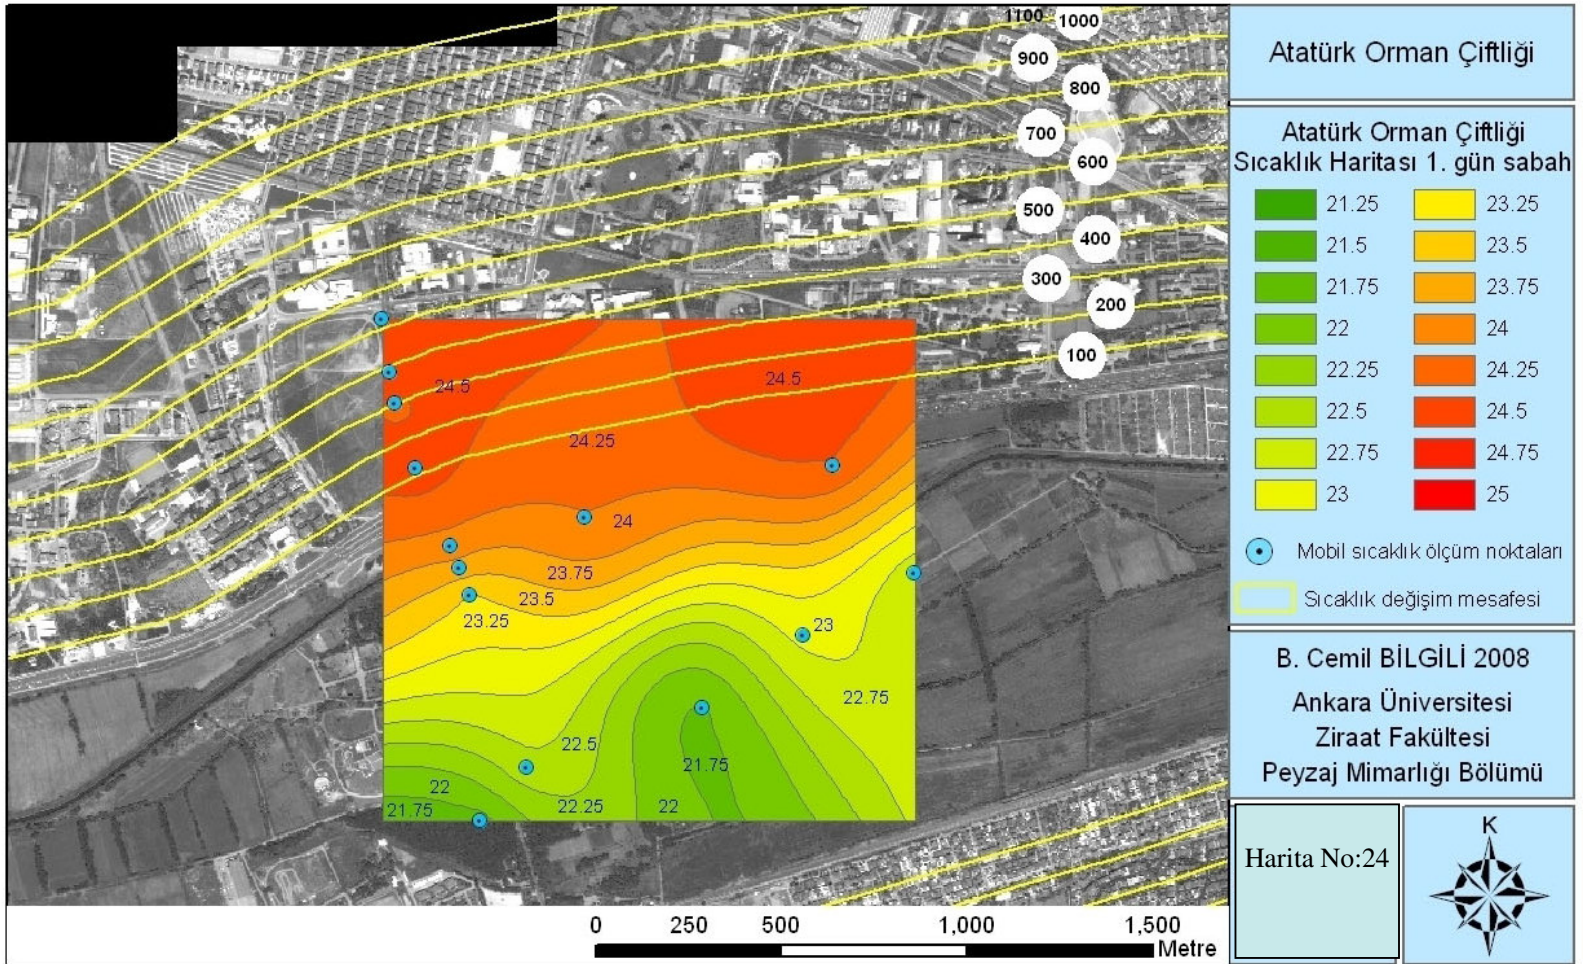 1100
1000
900
800
700
600
500
400
300
200
100
24.5
24.5
24.25
24
23.75
23.5
23.25
23
22.75
22.5
21.75
22
21.75
22.25
22
Atatürk Orman Çiftliği
Atatürk Orman Çiftliği
Sıcaklık Haritası 1. gün sabah
21.25 23.25
21.5 23.5
21.75 23.75
22 24
22.25 24.25
22.5 24.5
22.75 24.75
23 25
Mobil sıcaklık ölçüm noktaları
Sıcaklık değişim mesafesi
B. Cemil BİLGİLİ 2008
Ankara Üniversitesi
Ziraat Fakültesi
Peyzaj Mimarlığı Bölümü
Harita No:24
K
0 250 500 1,000 1,500
Metre